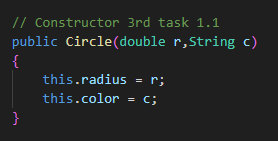 // Constructor 3rd task 1.1
public Circle(double r,String c)
{
    this.radius = r;
    this.color = c;
}